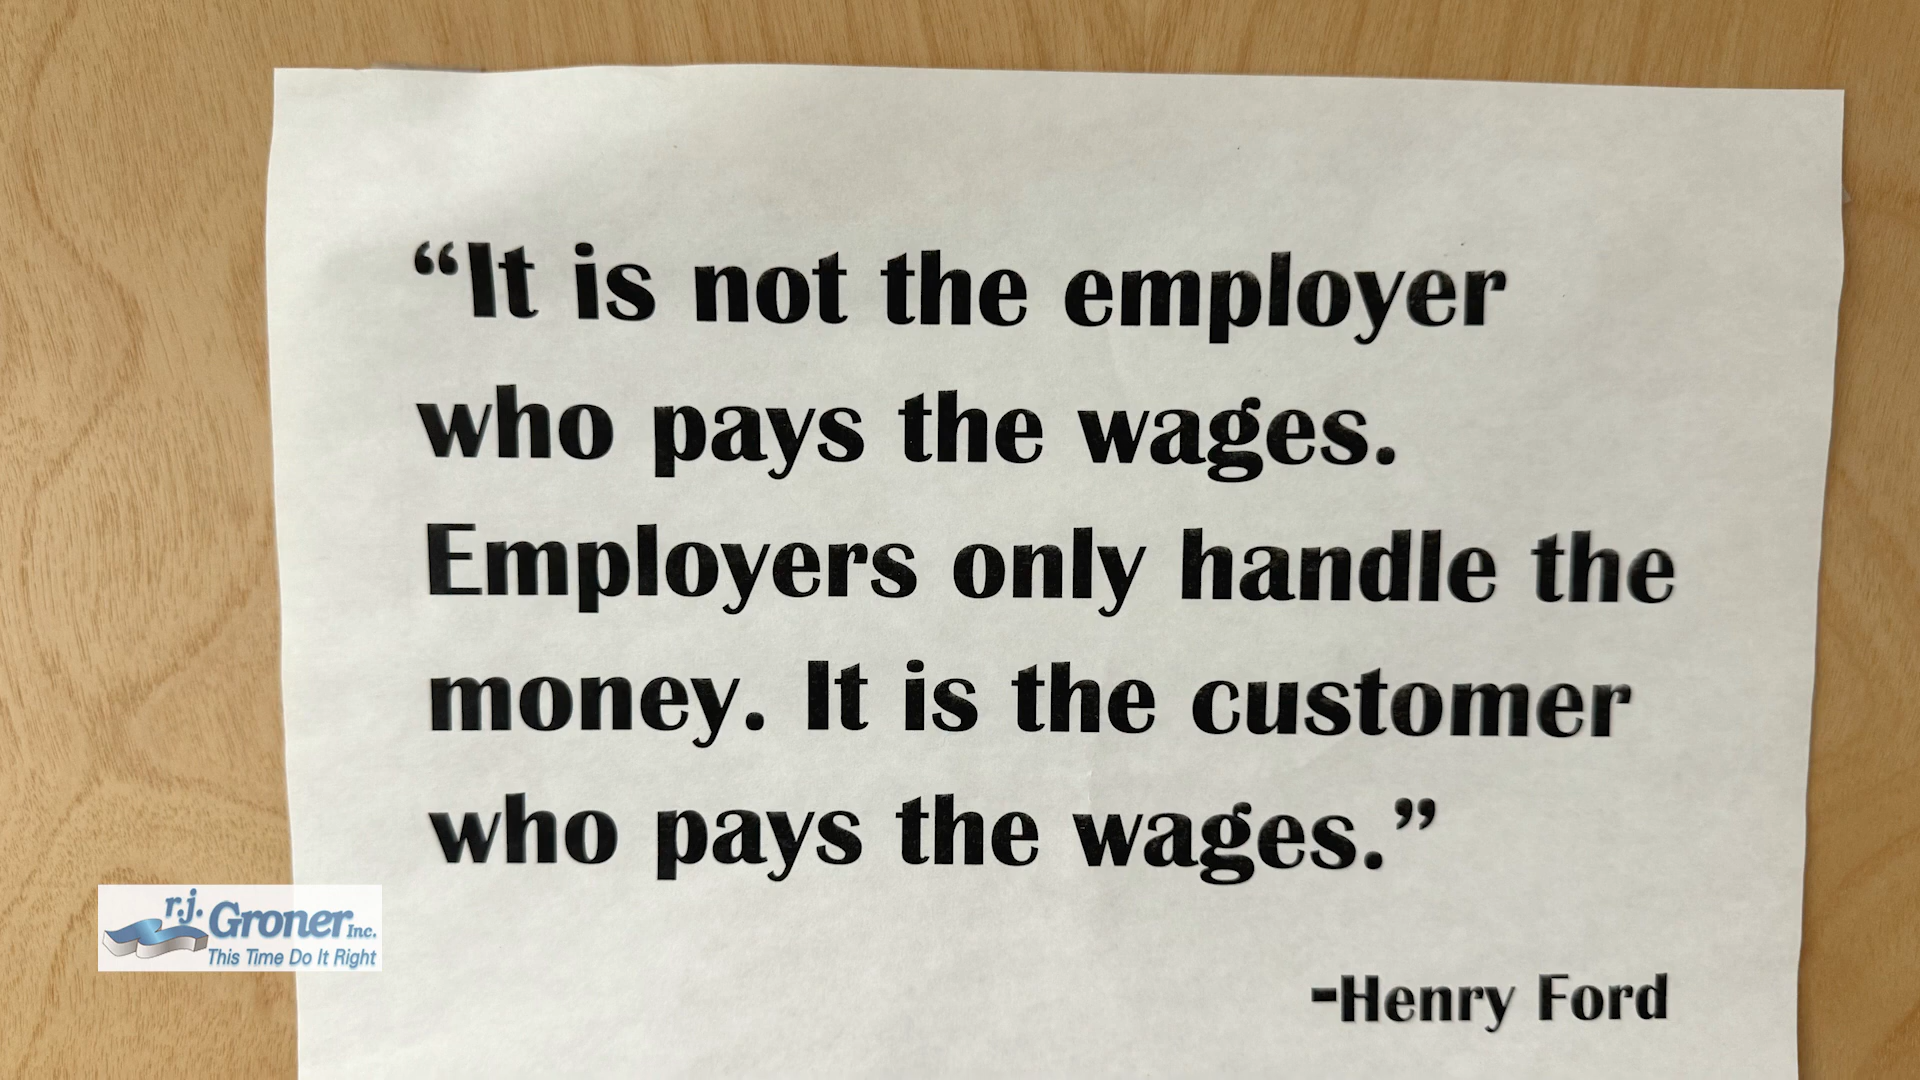 “It is not the employer
who pays the wages.
Employers only handle the
money. It is the customer
who pays the wages.”
-Henry Ford
r.j. Groner Inc.
This Time Do It Right